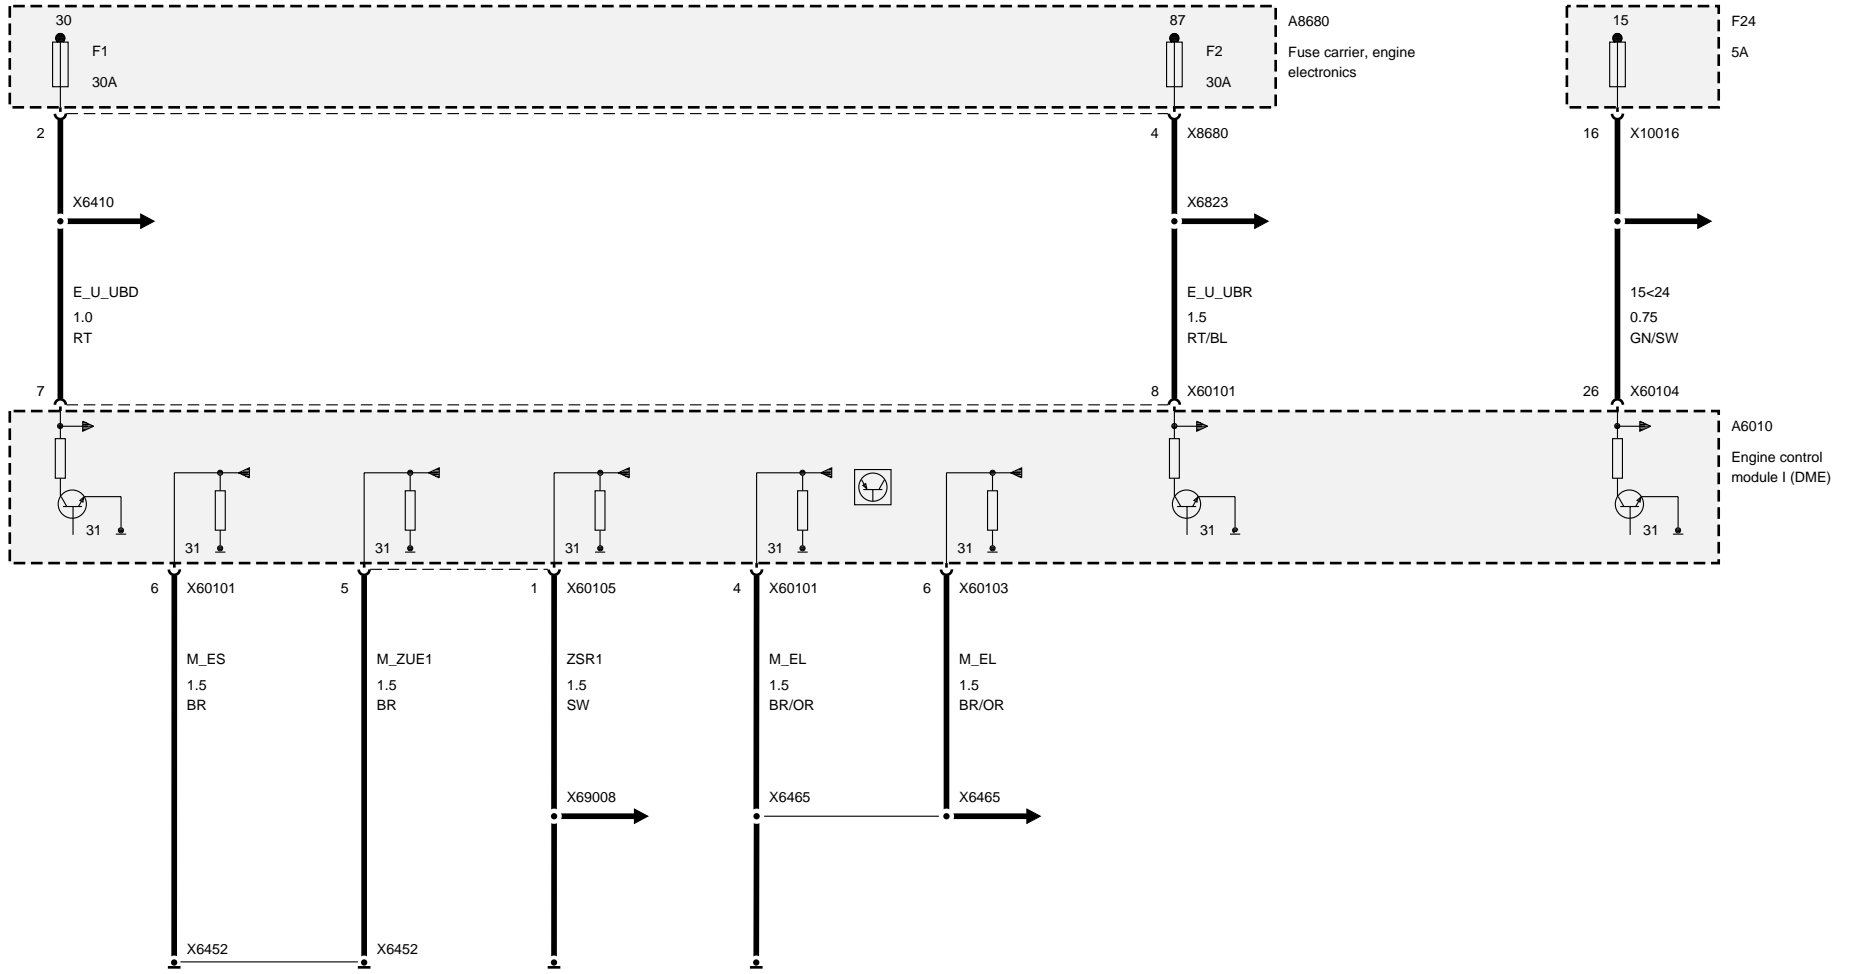 30
F1
30A
87
F2
30A
A8680
Fuse carrier, engine
electronics
15
F24
5A
2
4
X8680
16
X10016
X6410
X6823
E_U_UBD
1.0
RT
E_U_UBR
1.5
RT/BL
15<24
0.75
GN/SW
7
8
X60101
26
X60104
A6010
Engine control
module I (DME)
31
31
31
31
31
31
31
31
6
X60101
5
1
X60105
4
X60101
6
X60103
M_ES
1.5
BR
M_ZUE1
1.5
BR
ZSR1
1.5
SW
M_EL
1.5
BR/OR
M_EL
1.5
BR/OR
X69008
X6465
X6465
X6452
X6452